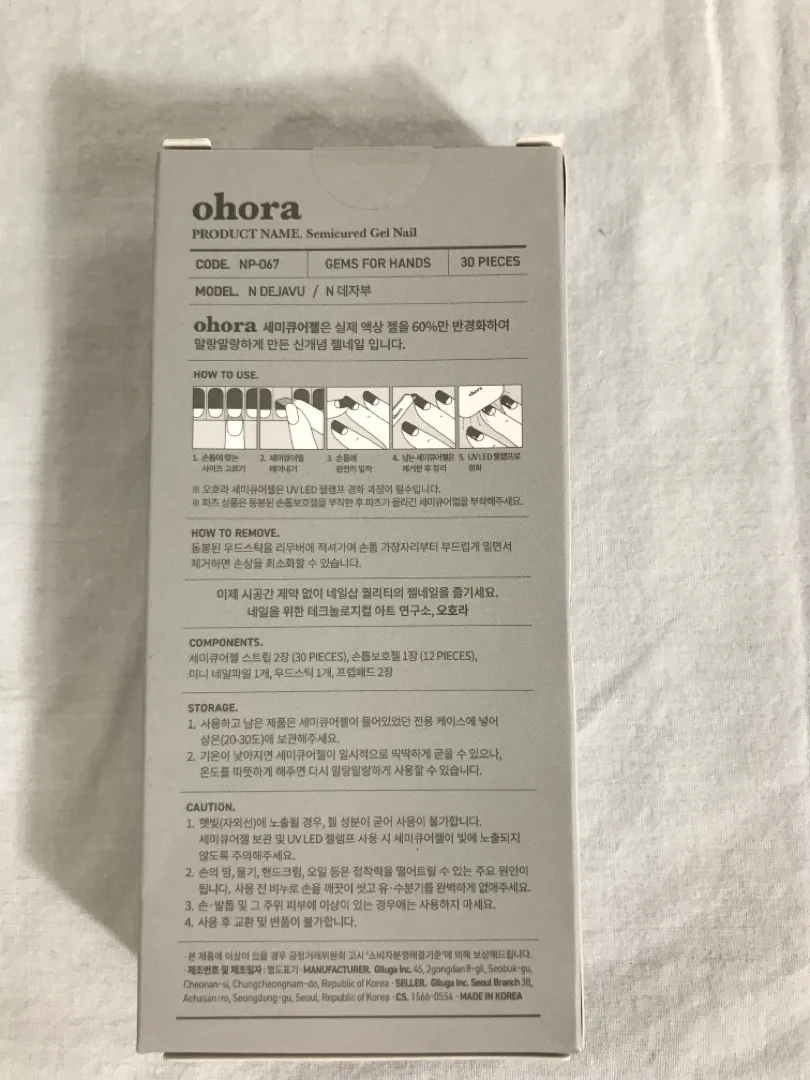 ohora
PRODUCT NAME. Semicured Gel Nail
CODE. NP-067 GEMS FOR HANDS 30 PIECES
MODEL. N DEJAVU / N 데자부
ohora 세미큐어젤은 실제 액상 젤을 60%만 반경화하여
말랑말랑하게 만든 신개념 젤네일 입니다.
HOW TO USE.
ohora
ohora
1. 손톱에 맞는
사이즈 고르기
2. 세미큐어젤
떼어내기
3. 손톱에
완전히 밀착
4. 남는 세미큐어젤은
제거한 후 정리
5. UV LED 젤램프로
경화
※ 오호라 세미큐어젤은 UV LED 젤램프 경화 과정이 필수입니다.
※ 파츠 상품은 동봉된 손톱보호젤을 부착한 후 파츠가 올라간 세미큐어젤을 부착해주세요.
HOW TO REMOVE.
동봉된 우드스틱을 리무버에 적셔가며 손톱 가장자리부터 부드럽게 밀면서
제거하면 손상을 최소화할 수 있습니다.
이제 시공간 제약 없이 네일샵 퀄리티의 젤네일을 즐기세요.
네일을 위한 테크놀로지컬 아트 연구소, 오호라
COMPONENTS.
세미큐어젤 스트립 2장 (30 PIECES), 손톱보호젤 1장 (12 PIECES),
미니 네일파일 1개, 우드스틱 1개, 프렙패드 2장
STORAGE.
1. 사용하고 남은 제품은 세미큐어젤이 들어있었던 전용 케이스에 넣어
상온(20-30도)에 보관해주세요.
2. 기온이 낮아지면 세미큐어젤이 일시적으로 딱딱하게 굳을 수 있으나,
온도를 따뜻하게 해주면 다시 말랑말랑하게 사용할 수 있습니다.
CAUTION.
1. 햇빛(자외선)에 노출될 경우, 젤 성분이 굳어 사용이 불가합니다.
세미큐어젤 보관 및 UV LED 젤램프 사용 시 세미큐어젤이 빛에 노출되지
않도록 주의해주세요.
2. 손의 땀, 물기, 핸드크림, 오일 등은 접착력을 떨어트릴 수 있는 주요 원인이
됩니다. 사용 전 비누로 손을 깨끗이 씻고 유·수분기를 완벽하게 없애주세요.
3. 손·발톱 및 그 주위 피부에 이상이 있는 경우에는 사용하지 마세요.
4. 사용 후 교환 및 반품이 불가합니다.
·본 제품에 이상이 있을 경우 공정거래위원회 고시 '소비자분쟁해결기준'에 의해 보상해드립니다.
·제조번호 및 제조일자 : 별도표기 · MANUFACTURER. Glluga Inc. 45, 2gongdan 8-gil, Seobuk-gu,
Cheonan-si, Chungcheongnam-do, Republic of Korea · SELLER. Glluga Inc. Seoul Branch 38,
Achasan-ro, Seongdong-gu, Seoul, Republic of Korea · CS. 1566-0554 · MADE IN KOREA